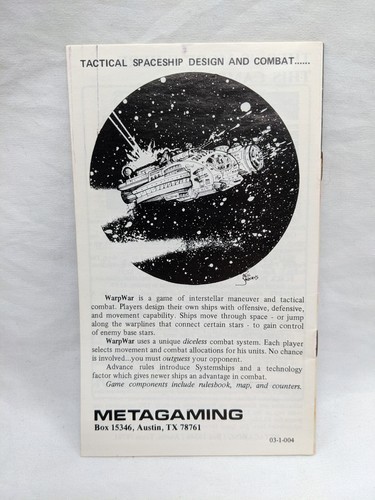 TACTICAL SPACESHIP DESIGN AND COMBAT......
WarpWar is a game of interstellar maneuver and tactical
combat. Players design their own ships with offensive, defensive,
and movement capability. Ships move through space - or jump
along the warplines that connect certain stars - to gain control
of enemy base stars.
WarpWar uses a unique diceless combat system. Each player
selects movement and combat allocations for his units. No chance
is involved...you must outguess your opponent.
Advance rules introduce Systemships and a technology
factor which gives newer ships an advantage in combat.
Game components include rulesbook, map, and counters.
METAGAMING
Box 15346, Austin, TX 78761
03-1-004